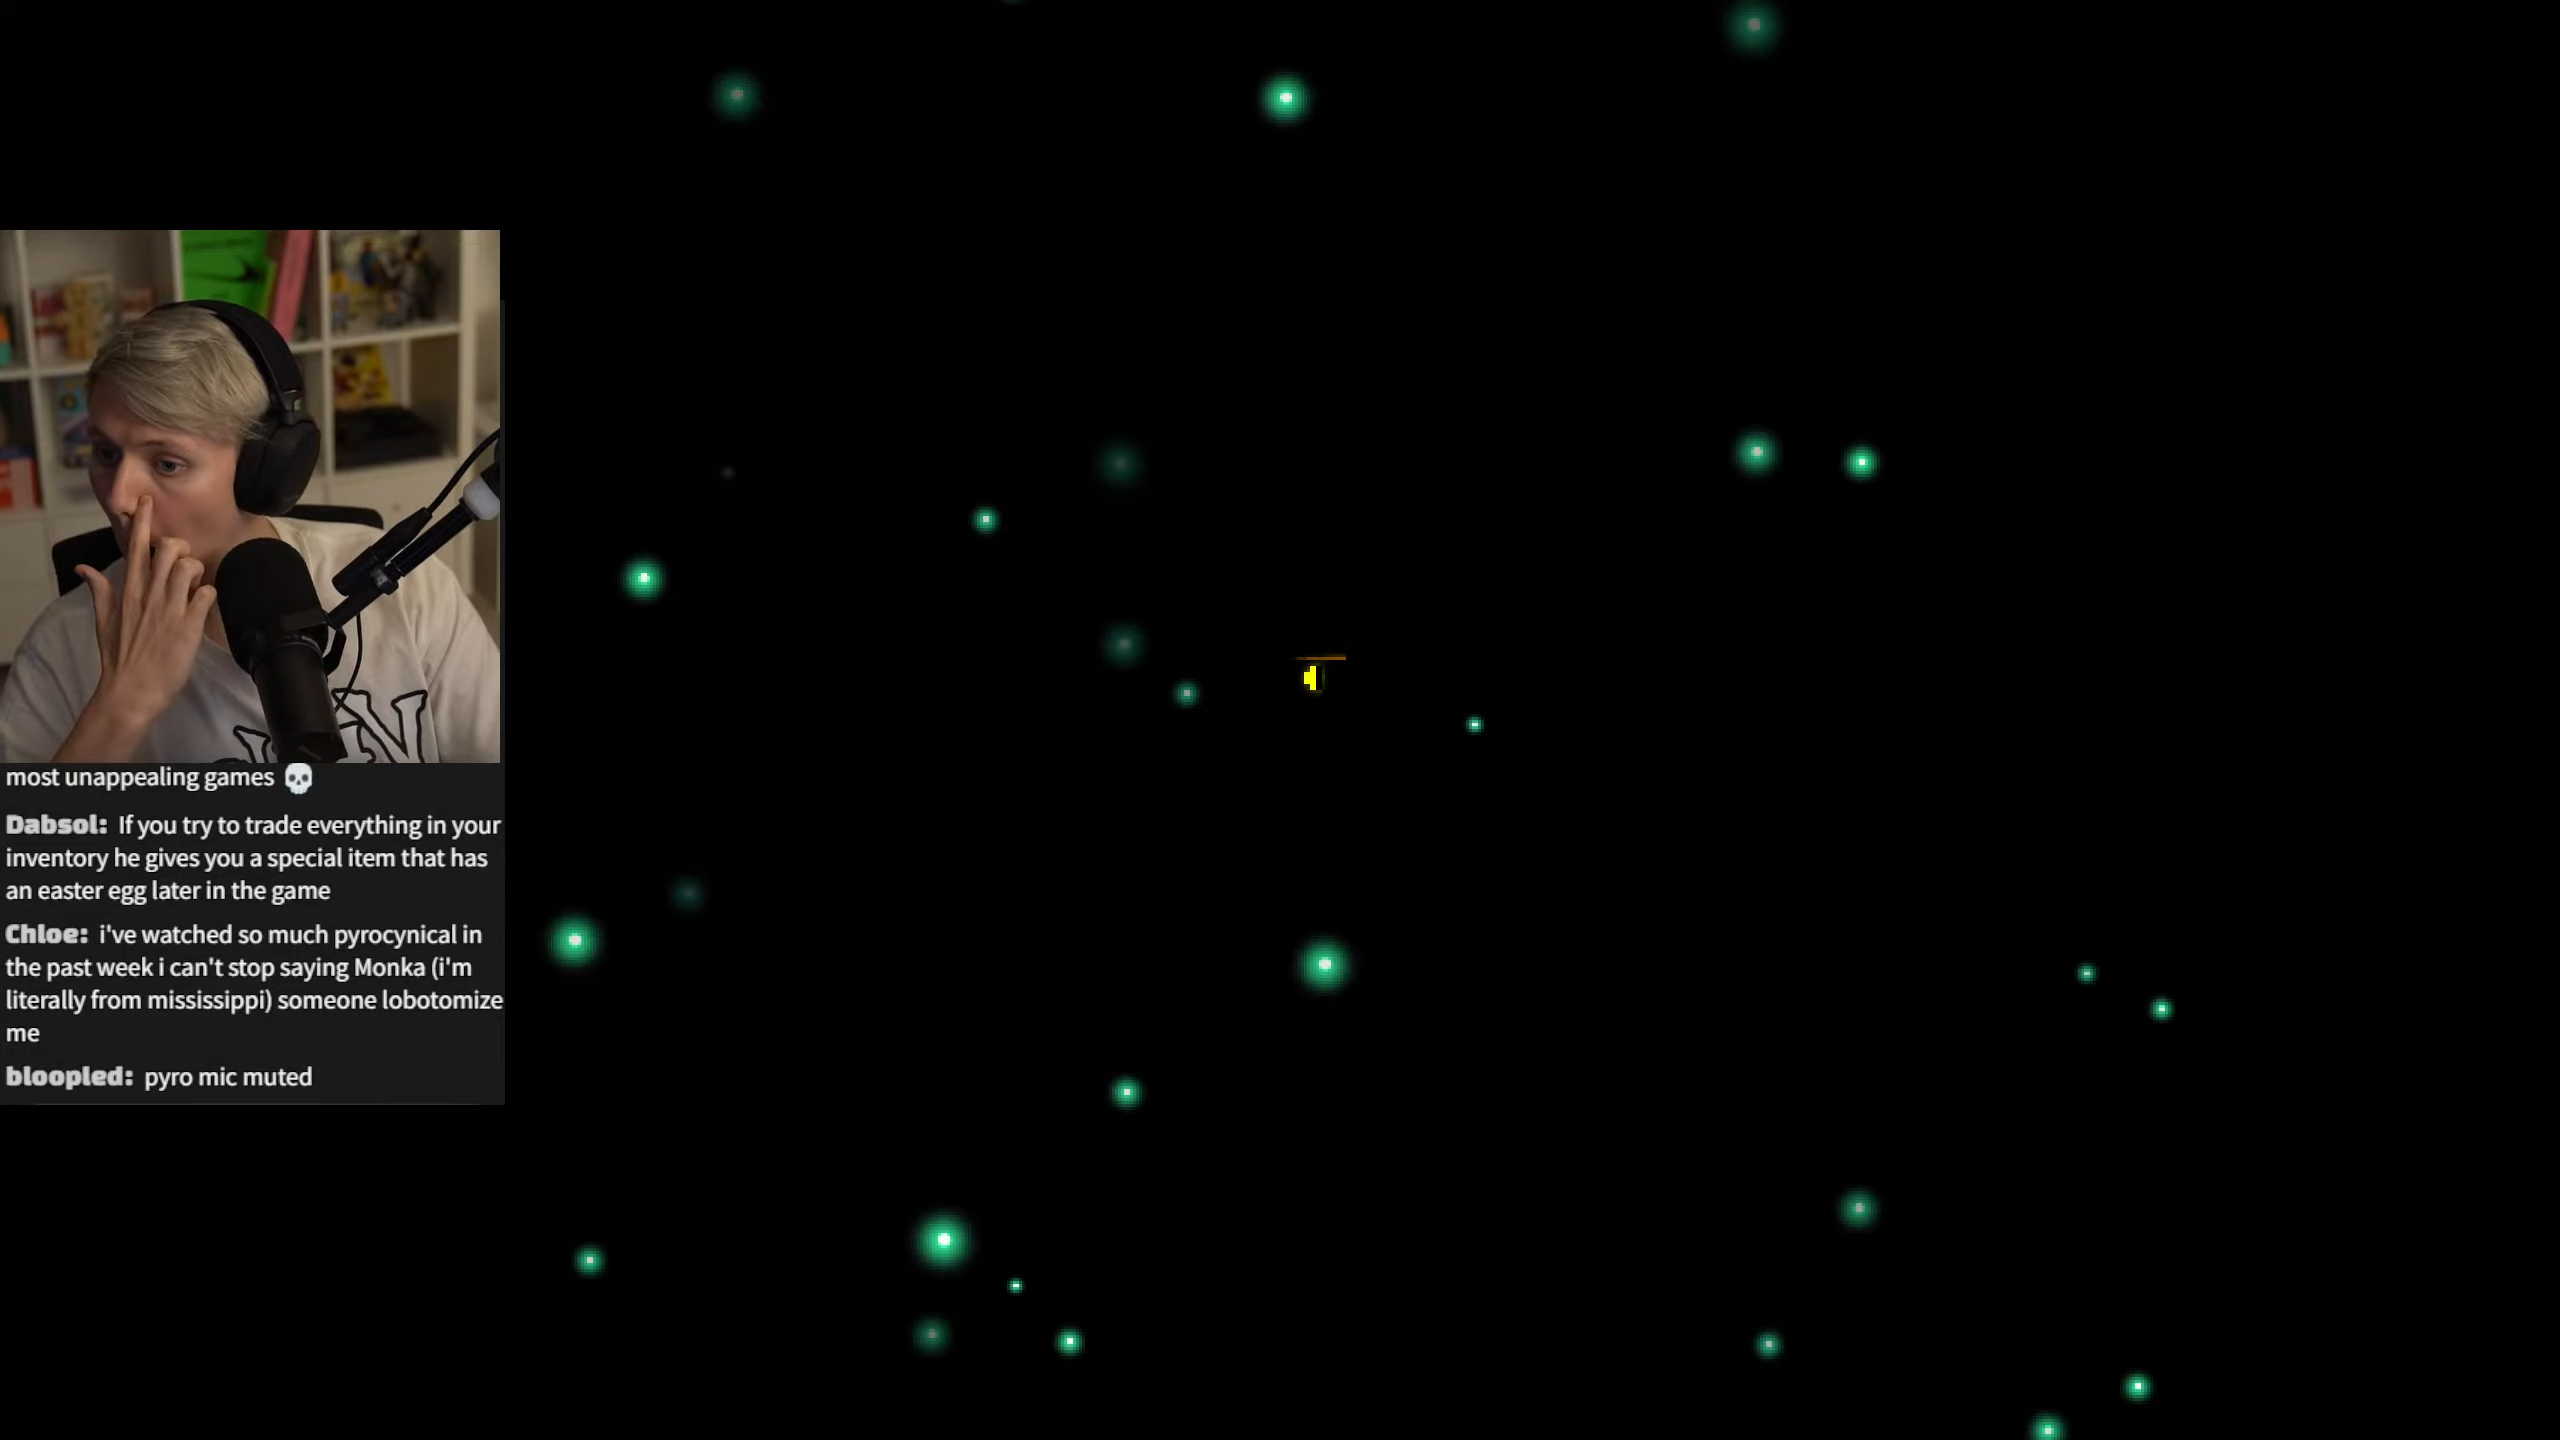 most unappealing games 💀
Dabsol: If you try to trade everything in your
inventory he gives you a special item that has
an easter egg later in the game
Chloe: i've watched so much pyrocynical in
the past week i can't stop saying Monka (i'm
literally from mississippi) someone lobotomize
me
bloopled: pyro mic muted